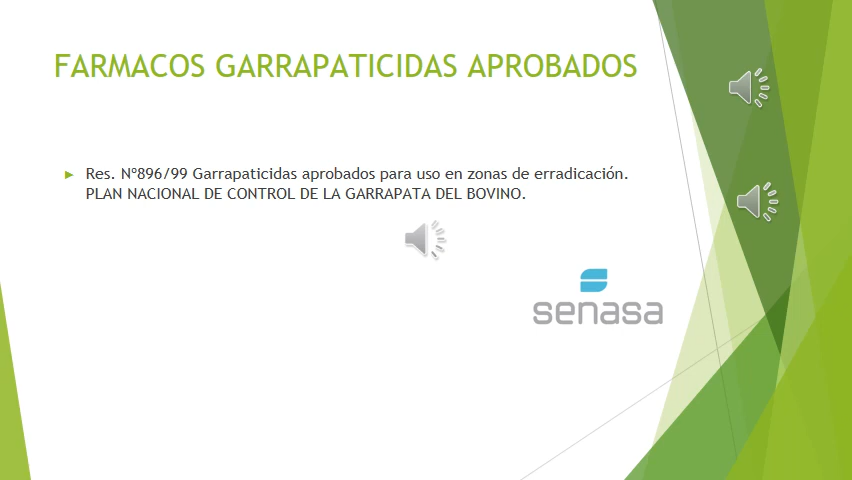 FARMACOS GARRAPATICIDAS APROBADOS
Res. Nº896/99 Garrapaticidas aprobados para uso en zonas de erradicación.
PLAN NACIONAL DE CONTROL DE LA GARRAPATA DEL BOVINO.
senasa